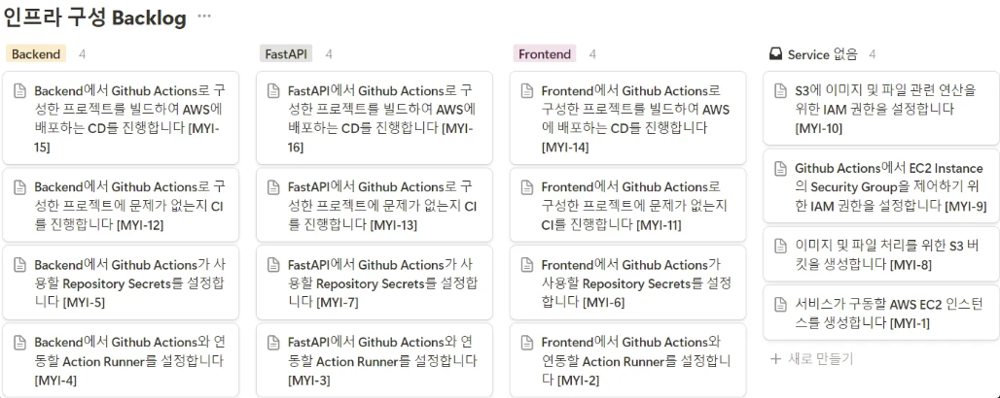 인프라 구성 Backlog ···
Backend 4
Backend에서 Github Actions로 구
성한 프로젝트를 빌드하여 AWS에
배포하는 CD를 진행합니다 [MYI-
15]
Backend에서 Github Actions로 구
성한 프로젝트에 문제가 없는지 CI
를 진행합니다 [MYI-12]
Backend에서 Github Actions가 사
용할 Repository Secrets를 설정합
니다 [MYI-5]
Backend에서 Github Actions와 연
동할 Action Runner를 설정합니다
[MYI-4]
FastAPI 4
FastAPI에서 Github Actions로 구
성한 프로젝트를 빌드하여 AWS에
배포하는 CD를 진행합니다 [MYI-
16]
FastAPI에서 Github Actions로 구
성한 프로젝트에 문제가 없는지 CI
를 진행합니다 [MYI-13]
FastAPI에서 Github Actions가 사
용할 Repository Secrets를 설정합
니다 [MYI-7]
FastAPI에서 Github Actions와 연
동할 Action Runner를 설정합니다
[MYI-3]
Frontend 4
Frontend에서 Github Actions로
구성한 프로젝트를 빌드하여 AWS
에 배포하는 CD를 진행합니다
[MYI-14]
Frontend에서 Github Actions로
구성한 프로젝트에 문제가 없는지
CI를 진행합니다 [MYI-11]
Frontend에서 Github Actions가
사용할 Repository Secrets를 설정
합니다 [MYI-6]
Frontend에서 Github Actions와
연동할 Action Runner를 설정합니
다 [MYI-2]
Service 없음 4
S3에 이미지 및 파일 관련 연산을
위한 IAM 권한을 설정합니다
[MYI-10]
Github Actions에서 EC2 Instance
의 Security Group을 제어하기 위
한 IAM 권한을 설정합니다 [MYI-9]
이미지 및 파일 처리를 위한 S3 버
킷을 생성합니다 [MYI-8]
서비스가 구동할 AWS EC2 인스턴
스를 생성합니다 [MYI-1]
+ 새로 만들기